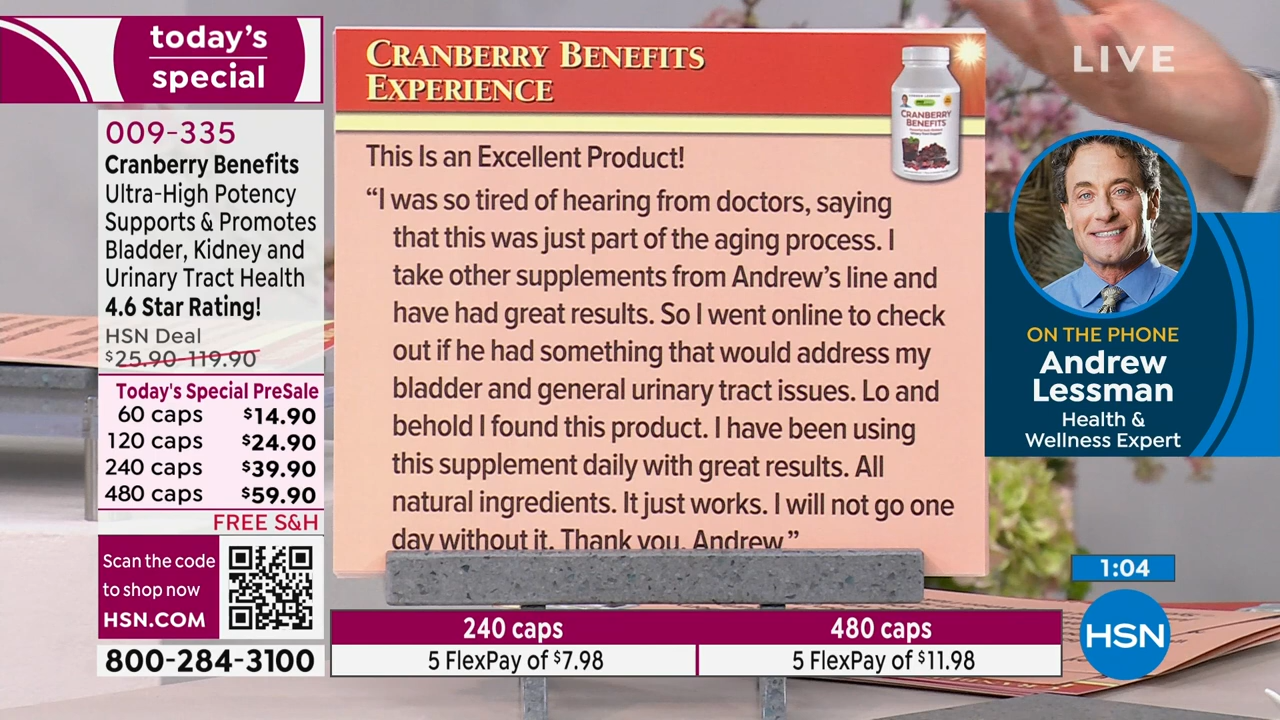 today's
special
009-335
Cranberry Benefits
Ultra-High Potency
Supports & Promotes
Bladder, Kidney and
Urinary Tract Health
4.6 Star Rating!
HSN Deal
$25.90-119.90
Today's Special PreSale
60 caps $14.90
120 caps $24.90
240 caps $39.90
480 caps $59.90
FREE S&H
Scan the code
to shop now
HSN.COM
800-284-3100
CRANBERRY BENEFITS
EXPERIENCE
CRANBERRY
BENEFITS
This Is an Excellent Product!
“I was so tired of hearing from doctors, saying
that this was just part of the aging process. I
take other supplements from Andrew’s line and
have had great results. So I went online to check
out if he had something that would address my
bladder and general urinary tract issues. Lo and
behold I found this product. I have been using
this supplement daily with great results. All
natural ingredients. It just works. I will not go one
day without it. Thank you, Andrew.”
240 caps
5 FlexPay of $7.98
480 caps
5 FlexPay of $11.98
LIVE
ON THE PHONE
Andrew
Lessman
Health &
Wellness Expert
1:04
HSN